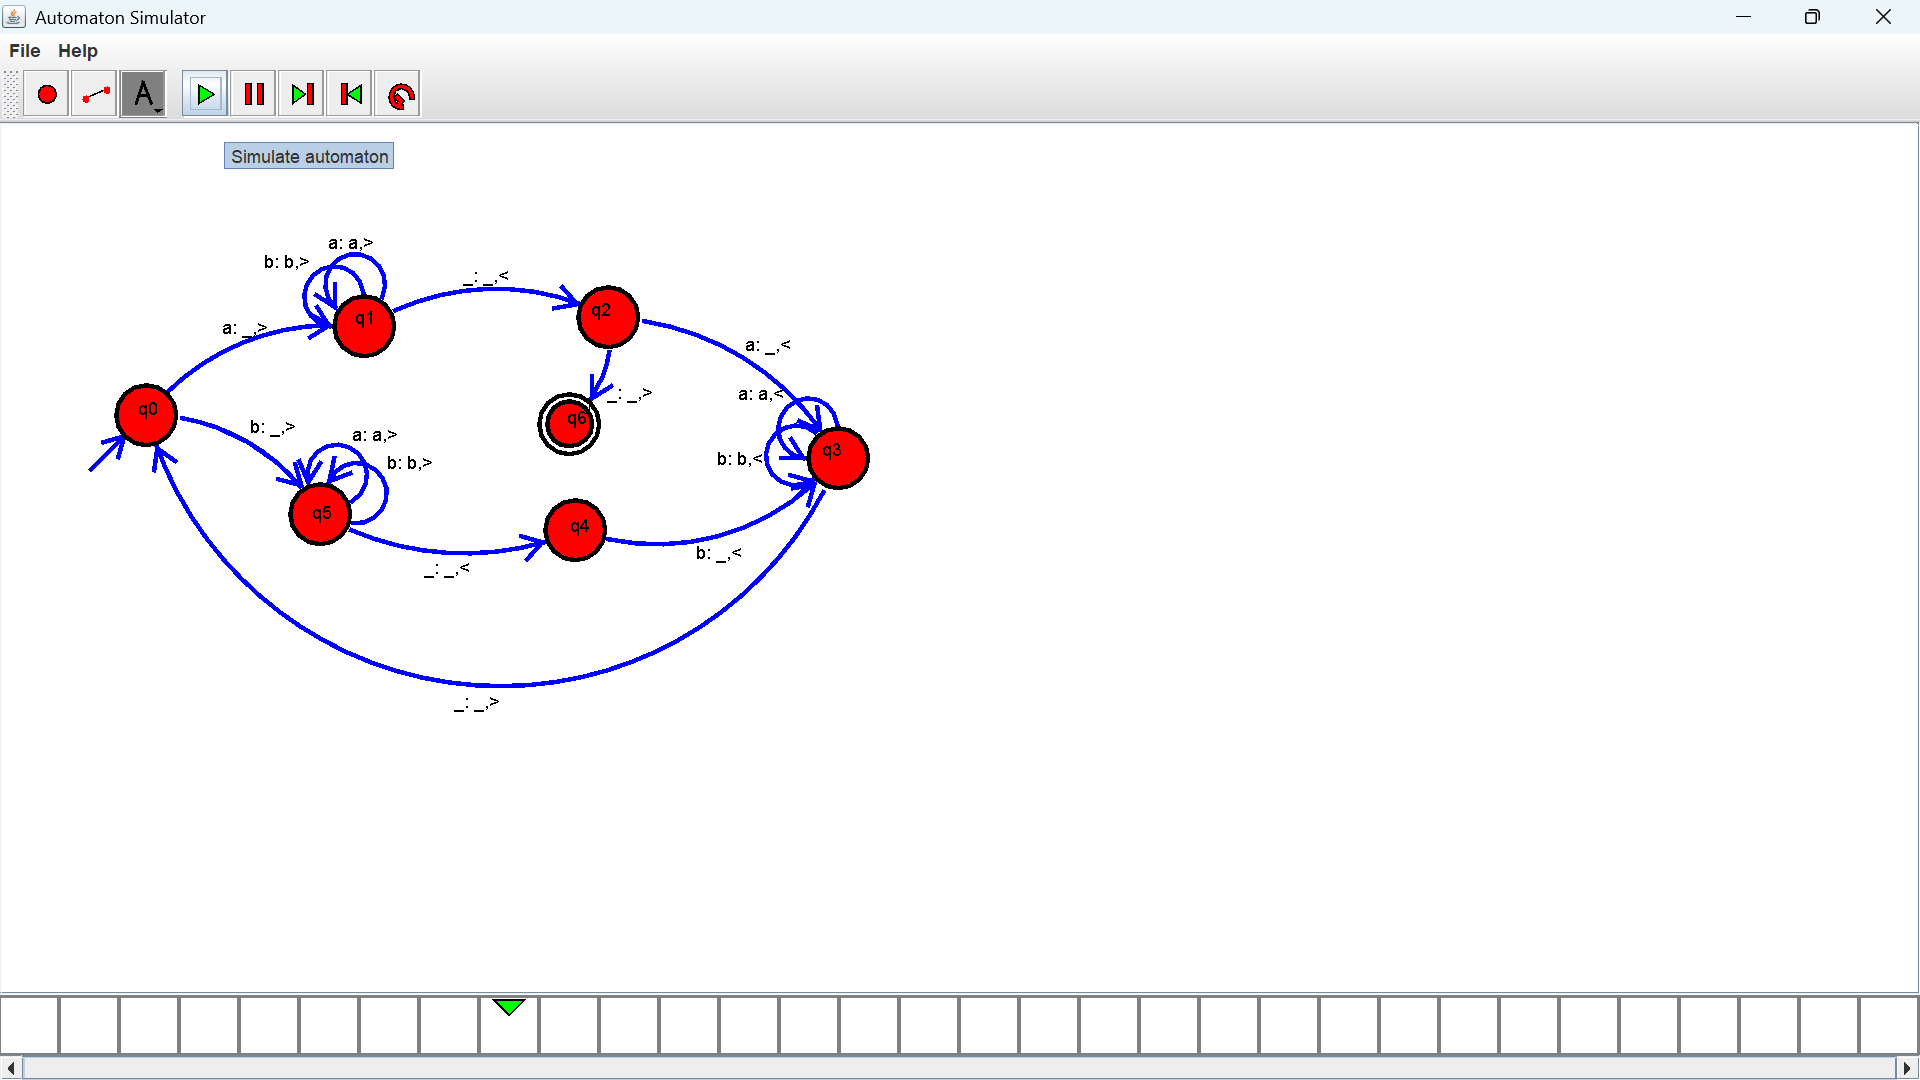 Automaton Simulator
File Help
A
Simulate automaton
a: a,>
b: b,>
_: _,<
q2
q1
a: _,>
a: _,<
a: a,<
_: _,>
q0
q6
b: _,>
a: a,>
q3
b: b,<
b: b,>
q5
q4
b: _,<
_: _,<
_: _,>